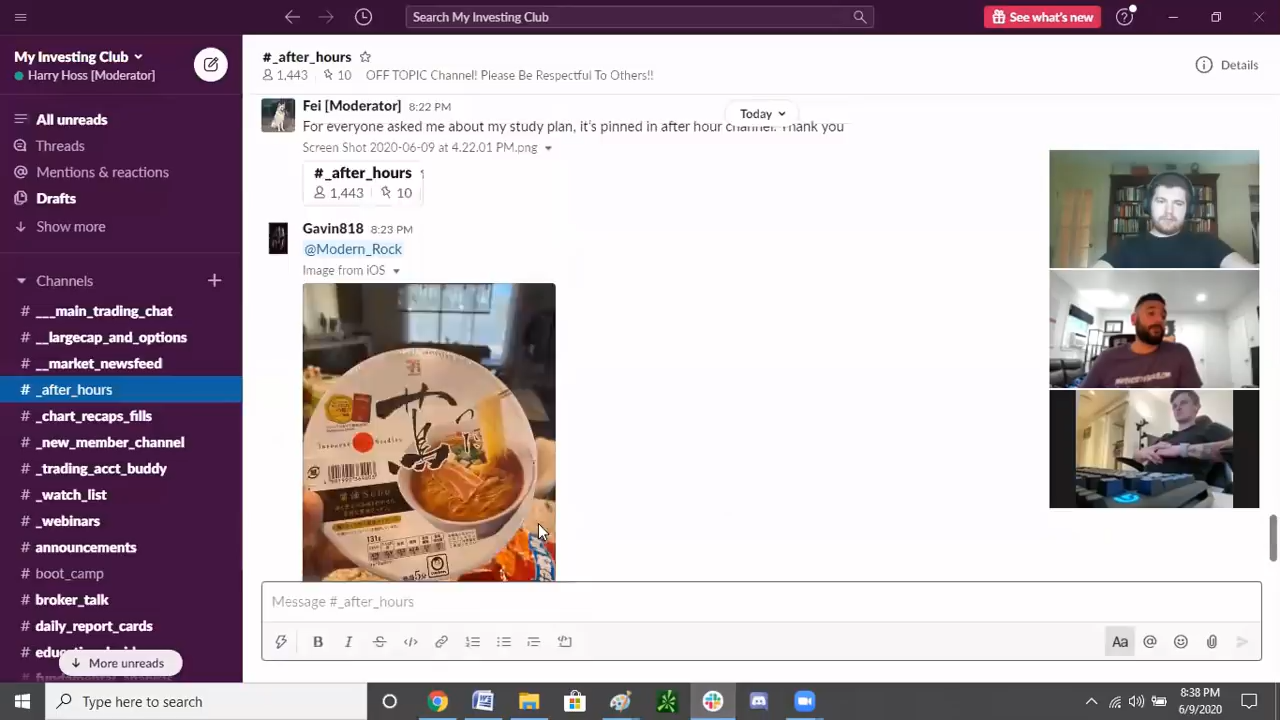 Search My Investing Club
See what's new
My Investing Club
Harry Hoss [Moderator]
All unreads
Threads
Mentions & reactions
Drafts
Show more
Channels
# ___main_trading_chat
# __largecap_and_options
# __market_newsfeed
# _after_hours
# _chart_recaps_fills
# _new_member_channel
# _trading_acct_buddy
# _watch_list
# _webinars
# announcements
# boot_camp
# broker_talk
# daily_report_cards
More unreads
#_after_hours
1,443
10
OFF TOPIC Channel! Please Be Respectful To Others!!
Details
Today
Fei [Moderator] 8:22 PM
For everyone asked me about my study plan, it's pinned in after hour channel. Thank you
Screen Shot 2020-06-09 at 4.22.01 PM.png
#_after_hours
1,443
10
Gavin818 8:23 PM
@Modern_Rock
Image from iOS
131g
Message #_after_hours
B
I
S
Aa
@
Type here to search
8:38 PM
6/9/2020